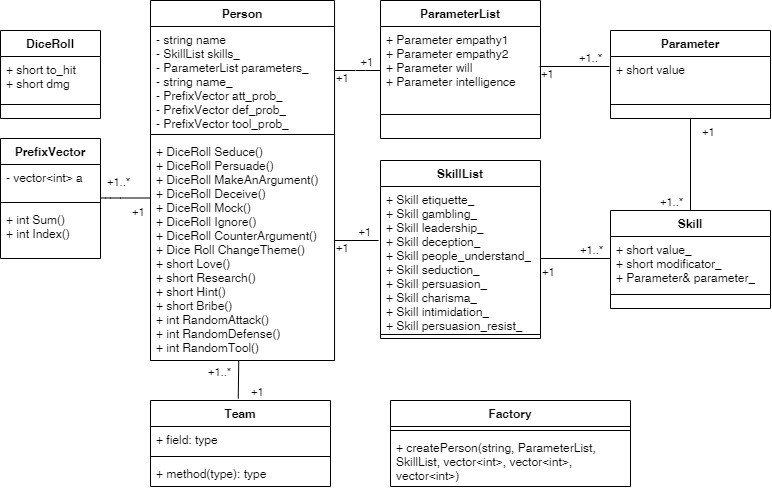 DiceRoll
+ short to_hit
+ short dmg
PrefixVector
- vector<int> a
+ int Sum()
+ int Index()
+1..*
+1
Person
- string name
- SkillList skills_
- ParameterList parameters_
- string name_
- PrefixVector att_prob_
- PrefixVector def_prob_
- PrefixVector tool_prob_
+ DiceRoll Seduce()
+ DiceRoll Persuade()
+ DiceRoll MakeAnArgument()
+ DiceRoll Deceive()
+ DiceRoll Mock()
+ DiceRoll Ignore()
+ DiceRoll CounterArgument()
+ Dice Roll ChangeTheme()
+ short Love()
+ short Research()
+ short Hint()
+ short Bribe()
+ int RandomAttack()
+ int RandomDefense()
+ int RandomTool()
+1
+1
+1
+1
ParameterList
+ Parameter empathy1
+ Parameter empathy2
+ Parameter will
+ Parameter intelligence
+1..*
+1
Parameter
+ short value
+1
+1..*
SkillList
+ Skill etiquette_
+ Skill gambling_
+ Skill leadership_
+ Skill deception_
+ Skill people_understand_
+ Skill seduction_
+ Skill persuasion_
+ Skill charisma_
+ Skill intimidation_
+ Skill persuasion_resist_
+1..*
+1
Skill
+ short value_
+ short modificator_
+ Parameter& parameter_
+1..*
+1
Team
+ field: type
+ method(type): type
Factory
+ createPerson(string, ParameterList,
SkillList, vector<int>, vector<int>,
vector<int>)